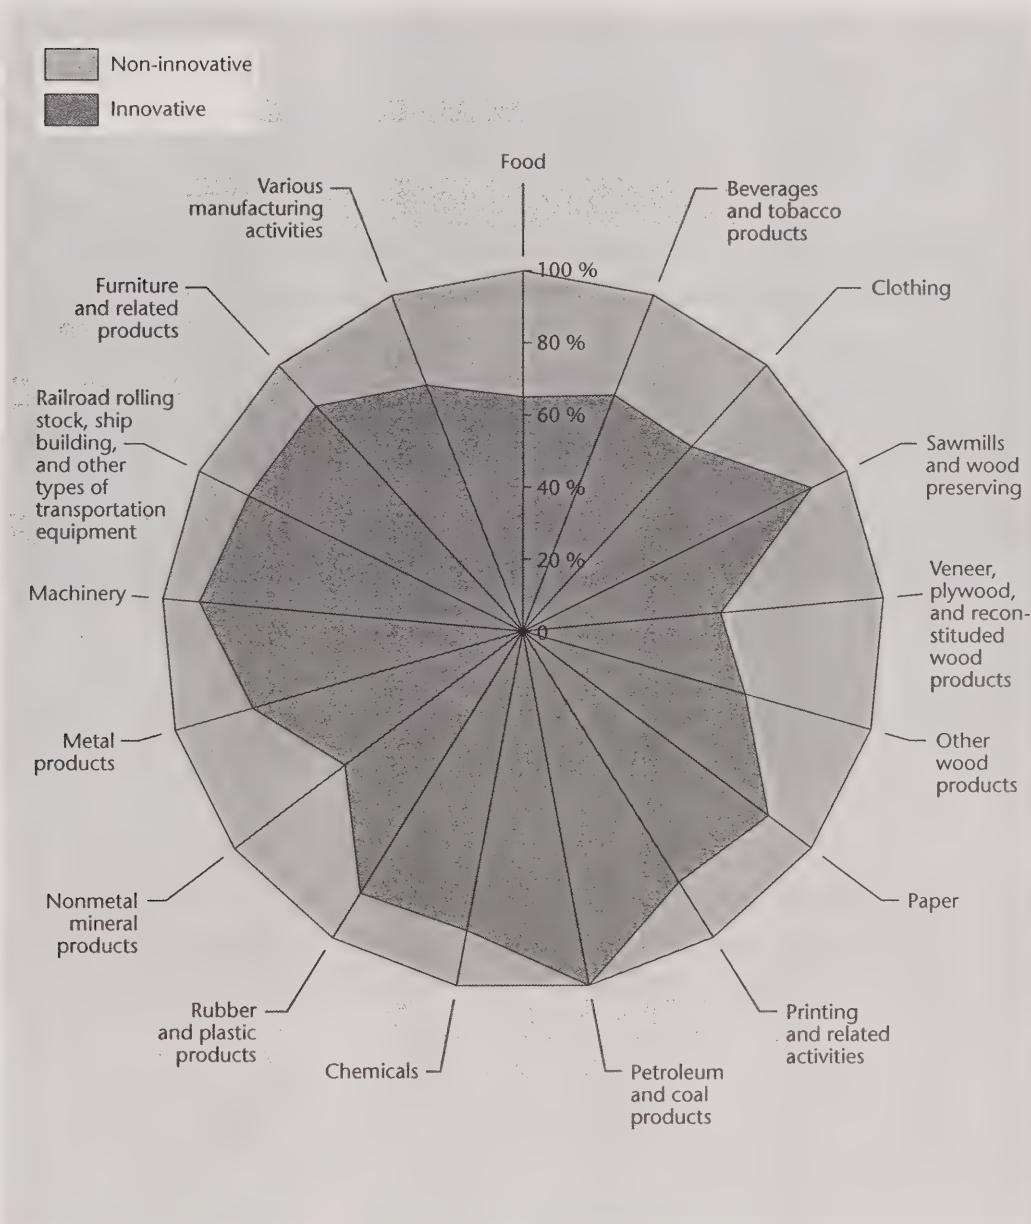 Non-innovative
Innovative
Food
Various
manufacturing
activities
Beverages
and tobacco
products
Furniture
and related
products
100 %
Clothing
80 %
Railroad rolling
stock, ship
building,
and other
types of
transportation
equipment
60 %
Sawmills
and wood
preserving
40 %
20 %
Machinery
Veneer,
plywood,
and recon-
stituded
wood
products
0
Metal
products
Other
wood
products
Nonmetal
mineral
products
Paper
Rubber
and plastic
products
Printing
and related
activities
Chemicals
Petroleum
and coal
products